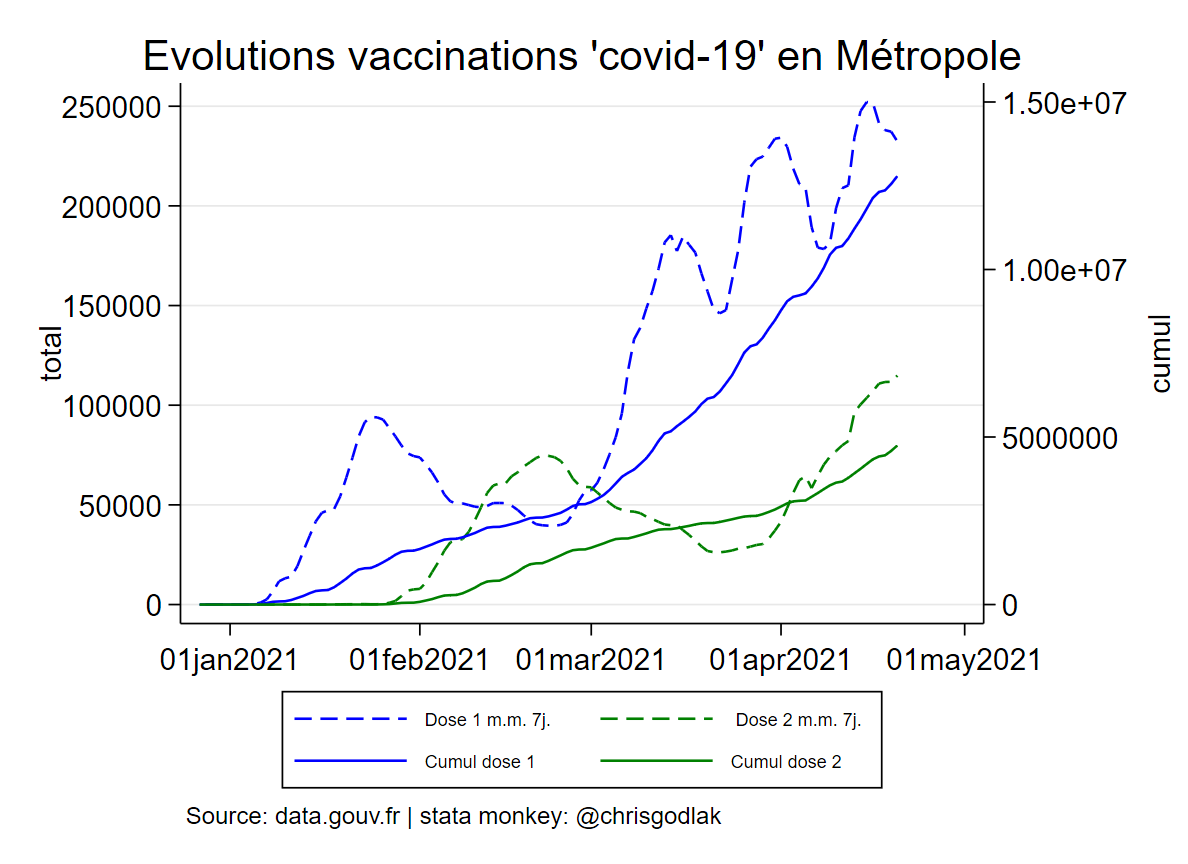 Evolutions vaccinations 'covid-19' en Métropole
250000
200000
150000
100000
50000
0
total
1.50e+07
1.00e+07
5000000
0
cumul
01jan2021 01feb2021 01mar2021 01apr2021 01may2021
Dose 1 m.m. 7j. Dose 2 m.m. 7j.
Cumul dose 1 Cumul dose 2
Source: data.gouv.fr | stata monkey: @chrisgodlak